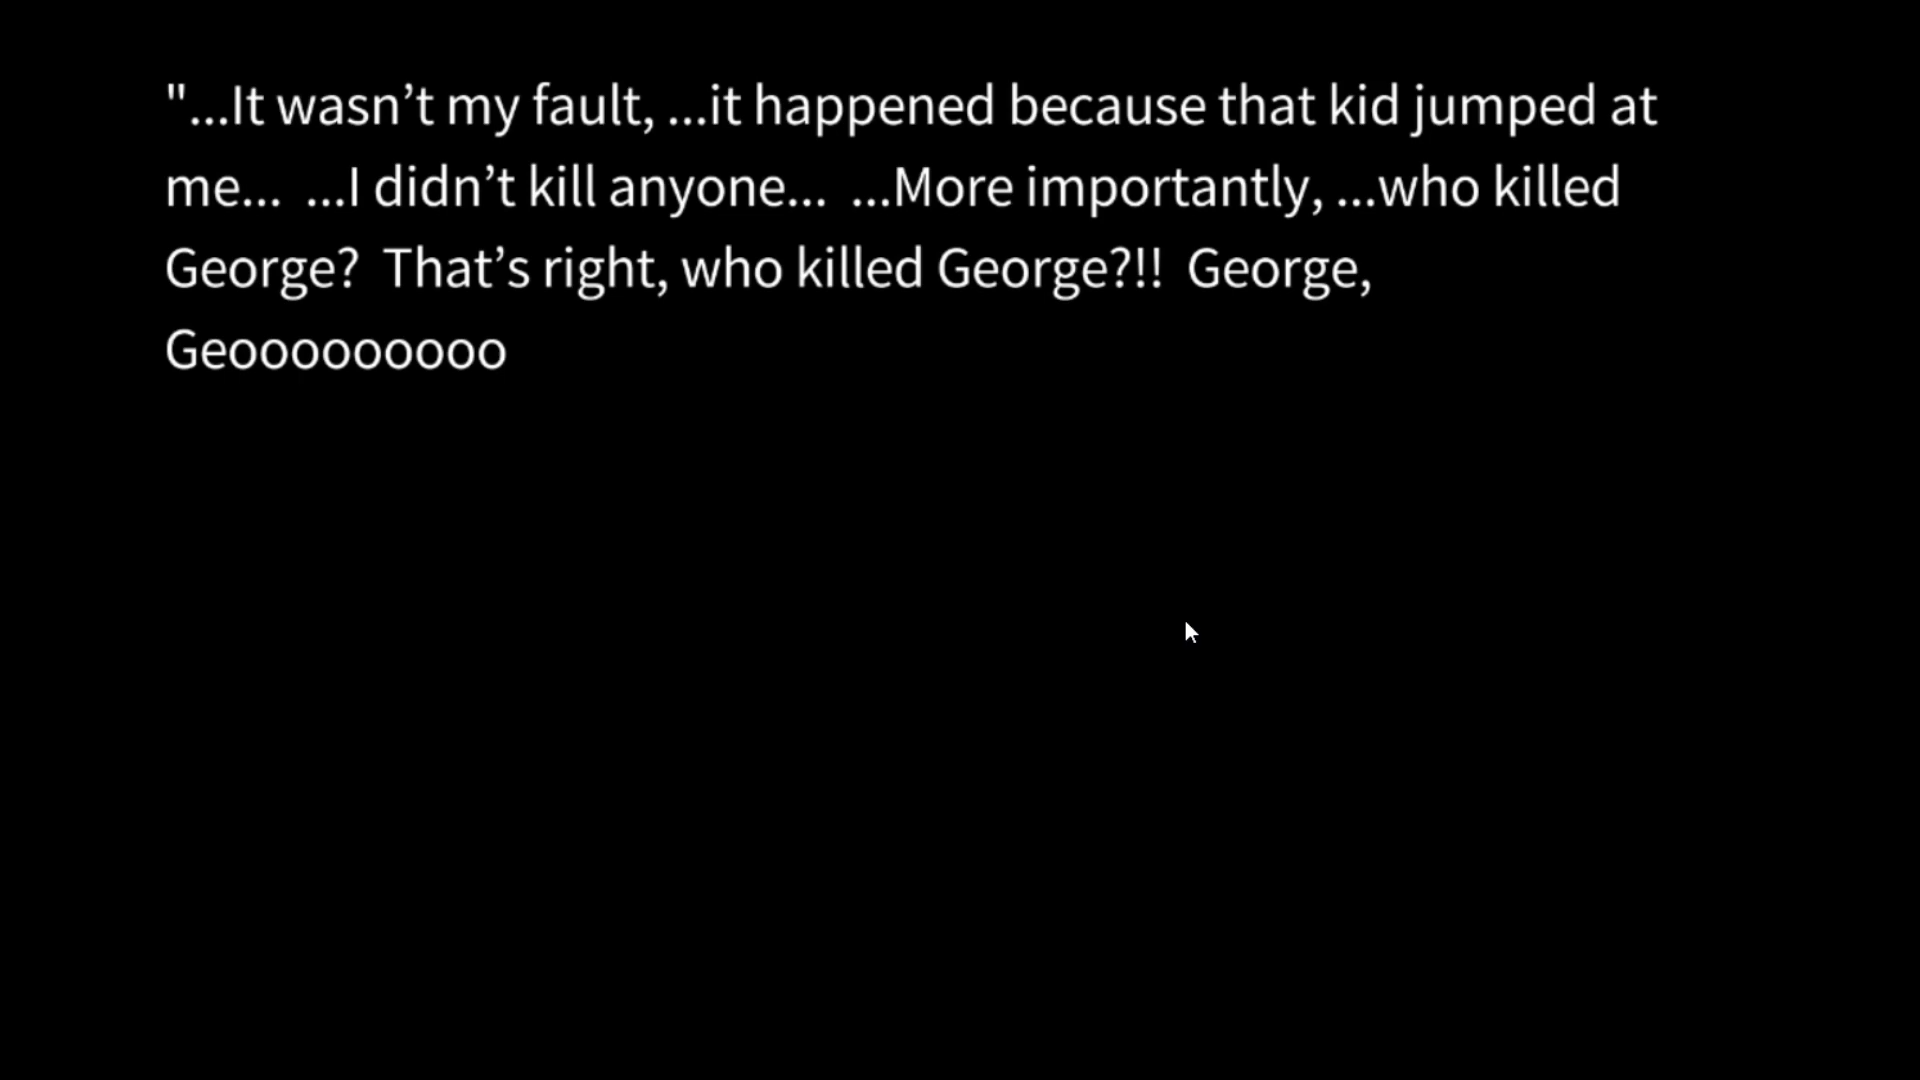 "...It wasn’t my fault, ...it happened because that kid jumped at
me...  ...I didn’t kill anyone...  ...More importantly, ...who killed
George?  That’s right, who killed George?!!  George,
Geooooooooo